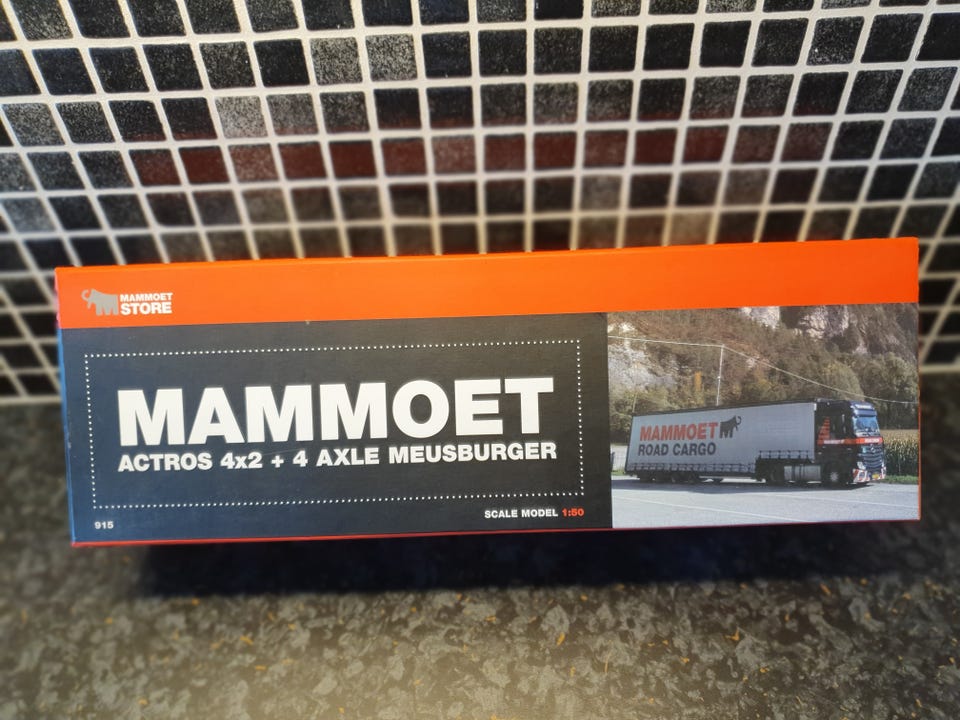 MAMMOET
STORE
MAMMOET
ACTROS 4x2 + 4 AXLE MEUSBURGER
915
SCALE MODEL 1:50
MAMMOET
ROAD CARGO